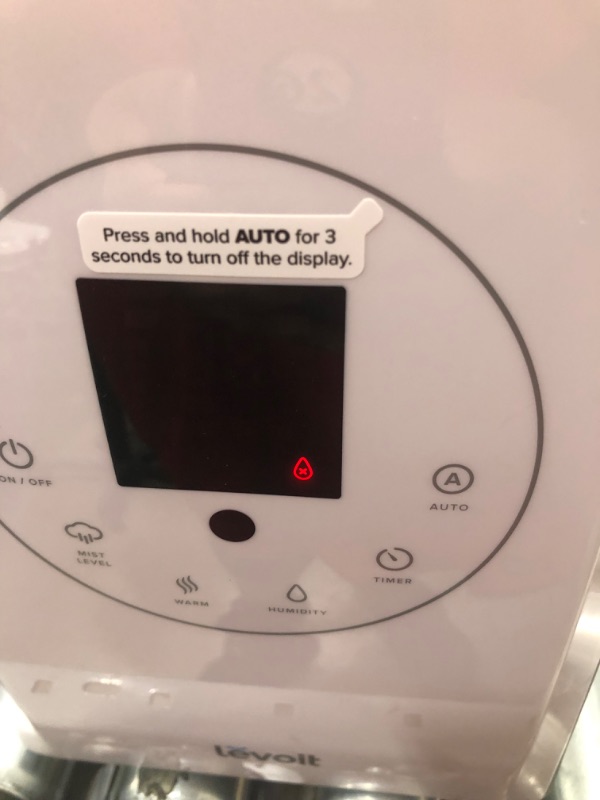 Press and hold AUTO for 3
seconds to turn off the display.
ON / OFF
A
AUTO
MIST
LEVEL
TIMER
WARM
HUMIDITY
levoit